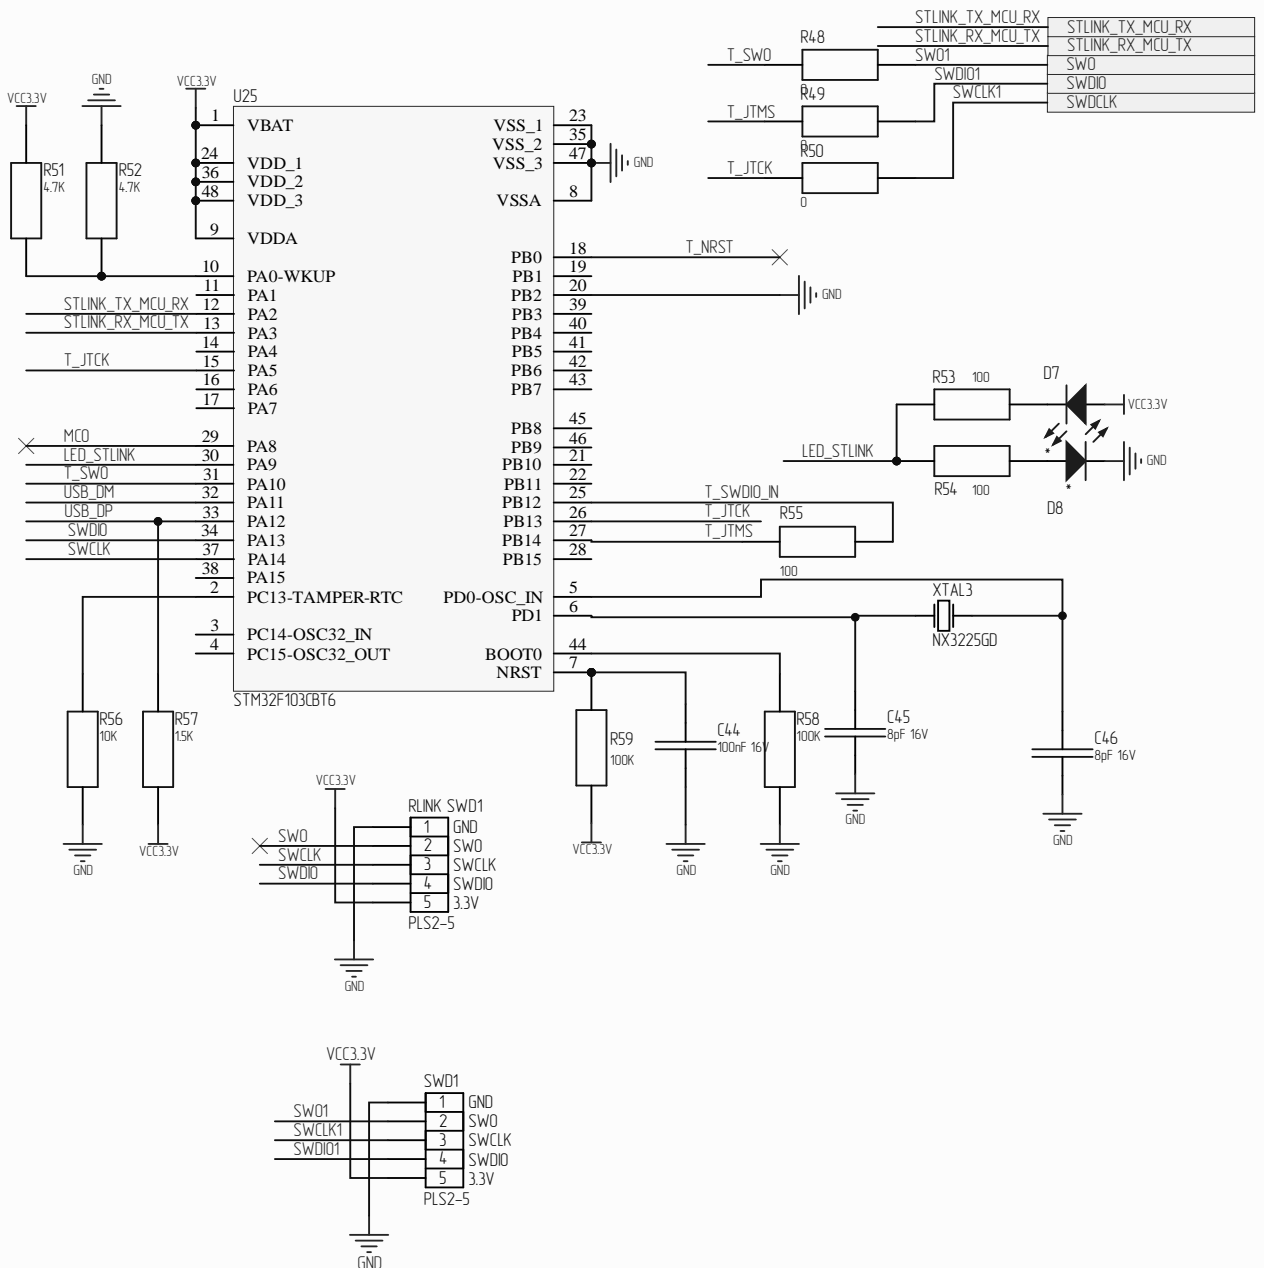 STLINK_TX_MCU_RX
STLINK_TX_MCU_RX
STLINK_RX_MCU_TX
STLINK_RX_MCU_TX
R48
T_SWO
SWO1
SWO
0
SWDIO1
SWDIO
R49
SWCLK1
SWDCLK
T_JTMS
0
R50
T_JTCK
0
GND
VCC3.3V
VCC3.3V
R51
4.7K
R52
4.7K
U25
1 VBAT
24 VDD_1
36 VDD_2
48 VDD_3
9 VDDA
10 PA0-WKUP
11 PA1
STLINK_TX_MCU_RX 12 PA2
STLINK_RX_MCU_TX 13 PA3
14 PA4
T_JTCK 15 PA5
16 PA6
17 PA7
MCO 29 PA8
LED_STLINK 30 PA9
T_SWO 31 PA10
USB_DM 32 PA11
USB_DP 33 PA12
SWDIO 34 PA13
SWCLK 37 PA14
38 PA15
2 PC13-TAMPER-RTC
3 PC14-OSC32_IN
4 PC15-OSC32_OUT
STM32F103CBT6
VSS_1 23
VSS_2 35
VSS_3 47 GND
VSSA 8
PB0 18 T_NRST
PB1 19
PB2 20 GND
PB3 39
PB4 40
PB5 41
PB6 42
PB7 43
PB8 45
PB9 46
PB10 21
PB11 22
PB12 25 T_SWDIO_IN
PB13 26 T_JTCK
PB14 27 T_JTMS
PB15 28
R55
100
PD0-OSC_IN 5
PD1 6
BOOT0 44
NRST 7
R53 100 D7
VCC3.3V
LED_STLINK
*
GND
R54 100
*
D8
XTAL3
NX3225GD
R56
10K
GND
R57
1.5K
VCC3.3V
R59
100K
VCC3.3V
C44
100nF 16V
GND
R58
100K
GND
C45
8pF 16V
GND
C46
8pF 16V
GND
VCC3.3V
RLINK SWD1
1 GND
SWO 2 SWO
SWCLK 3 SWCLK
SWDIO 4 SWDIO
5 3.3V
PLS2-5
GND
VCC3.3V
SWD1
1 GND
SWO1 2 SWO
SWCLK1 3 SWCLK
SWDIO1 4 SWDIO
5 3.3V
PLS2-5
GND